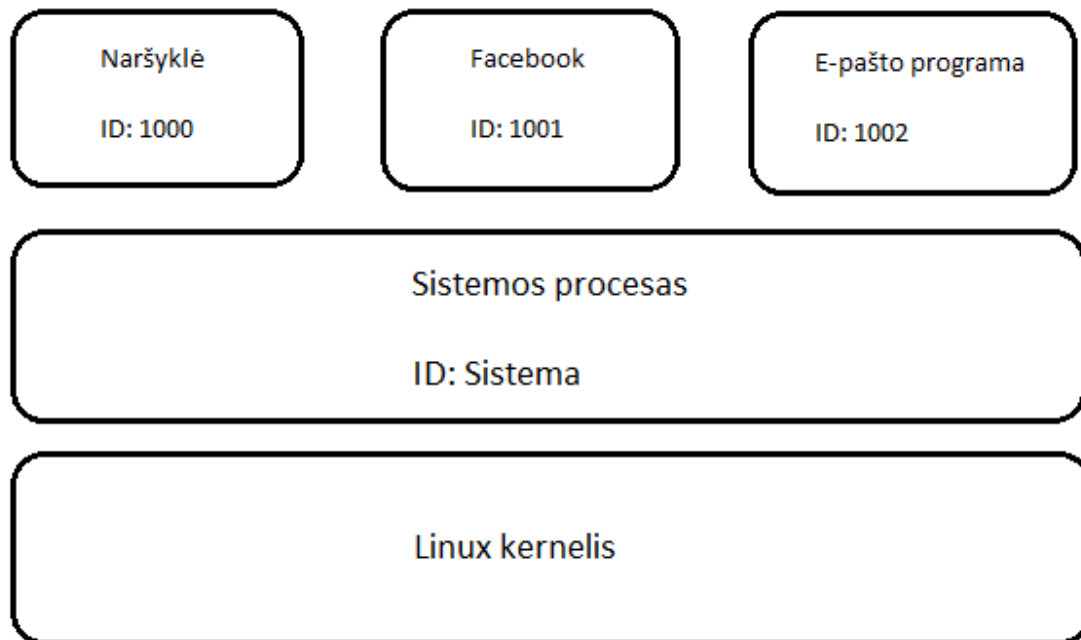 Naršyklė
ID: 1000
Facebook
ID: 1001
E-pašto programa
ID: 1002
Sistemos procesas
ID: Sistema
Linux kernelis